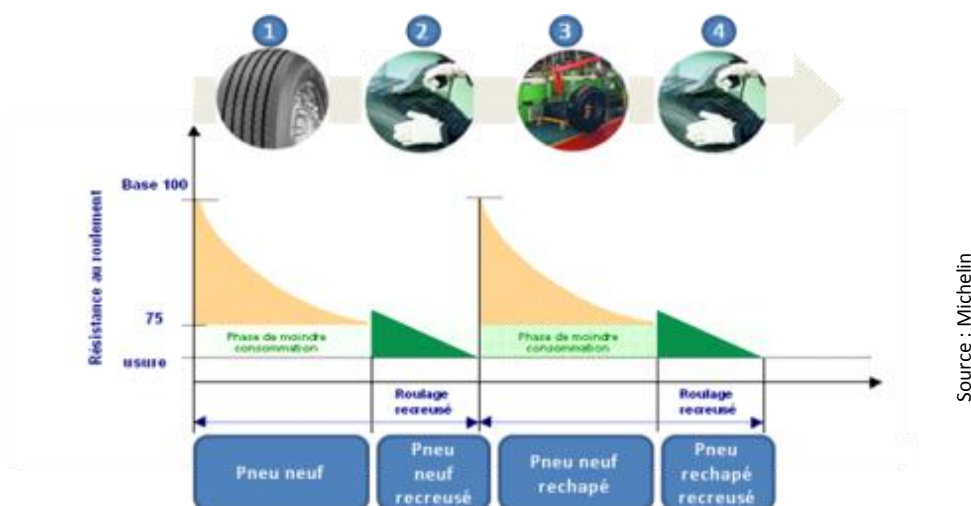 1
2
3
4
Base 100
Résistance au roulement
75
usure
Phase de moindre
consommation
Phase de moindre
consommation
Roulage
recreusé
Roulage
recreusé
Pneu neuf
Pneu
neuf
recreusé
Pneu neuf
rechapé
Pneu
rechapé
recreusé
Source : Michelin